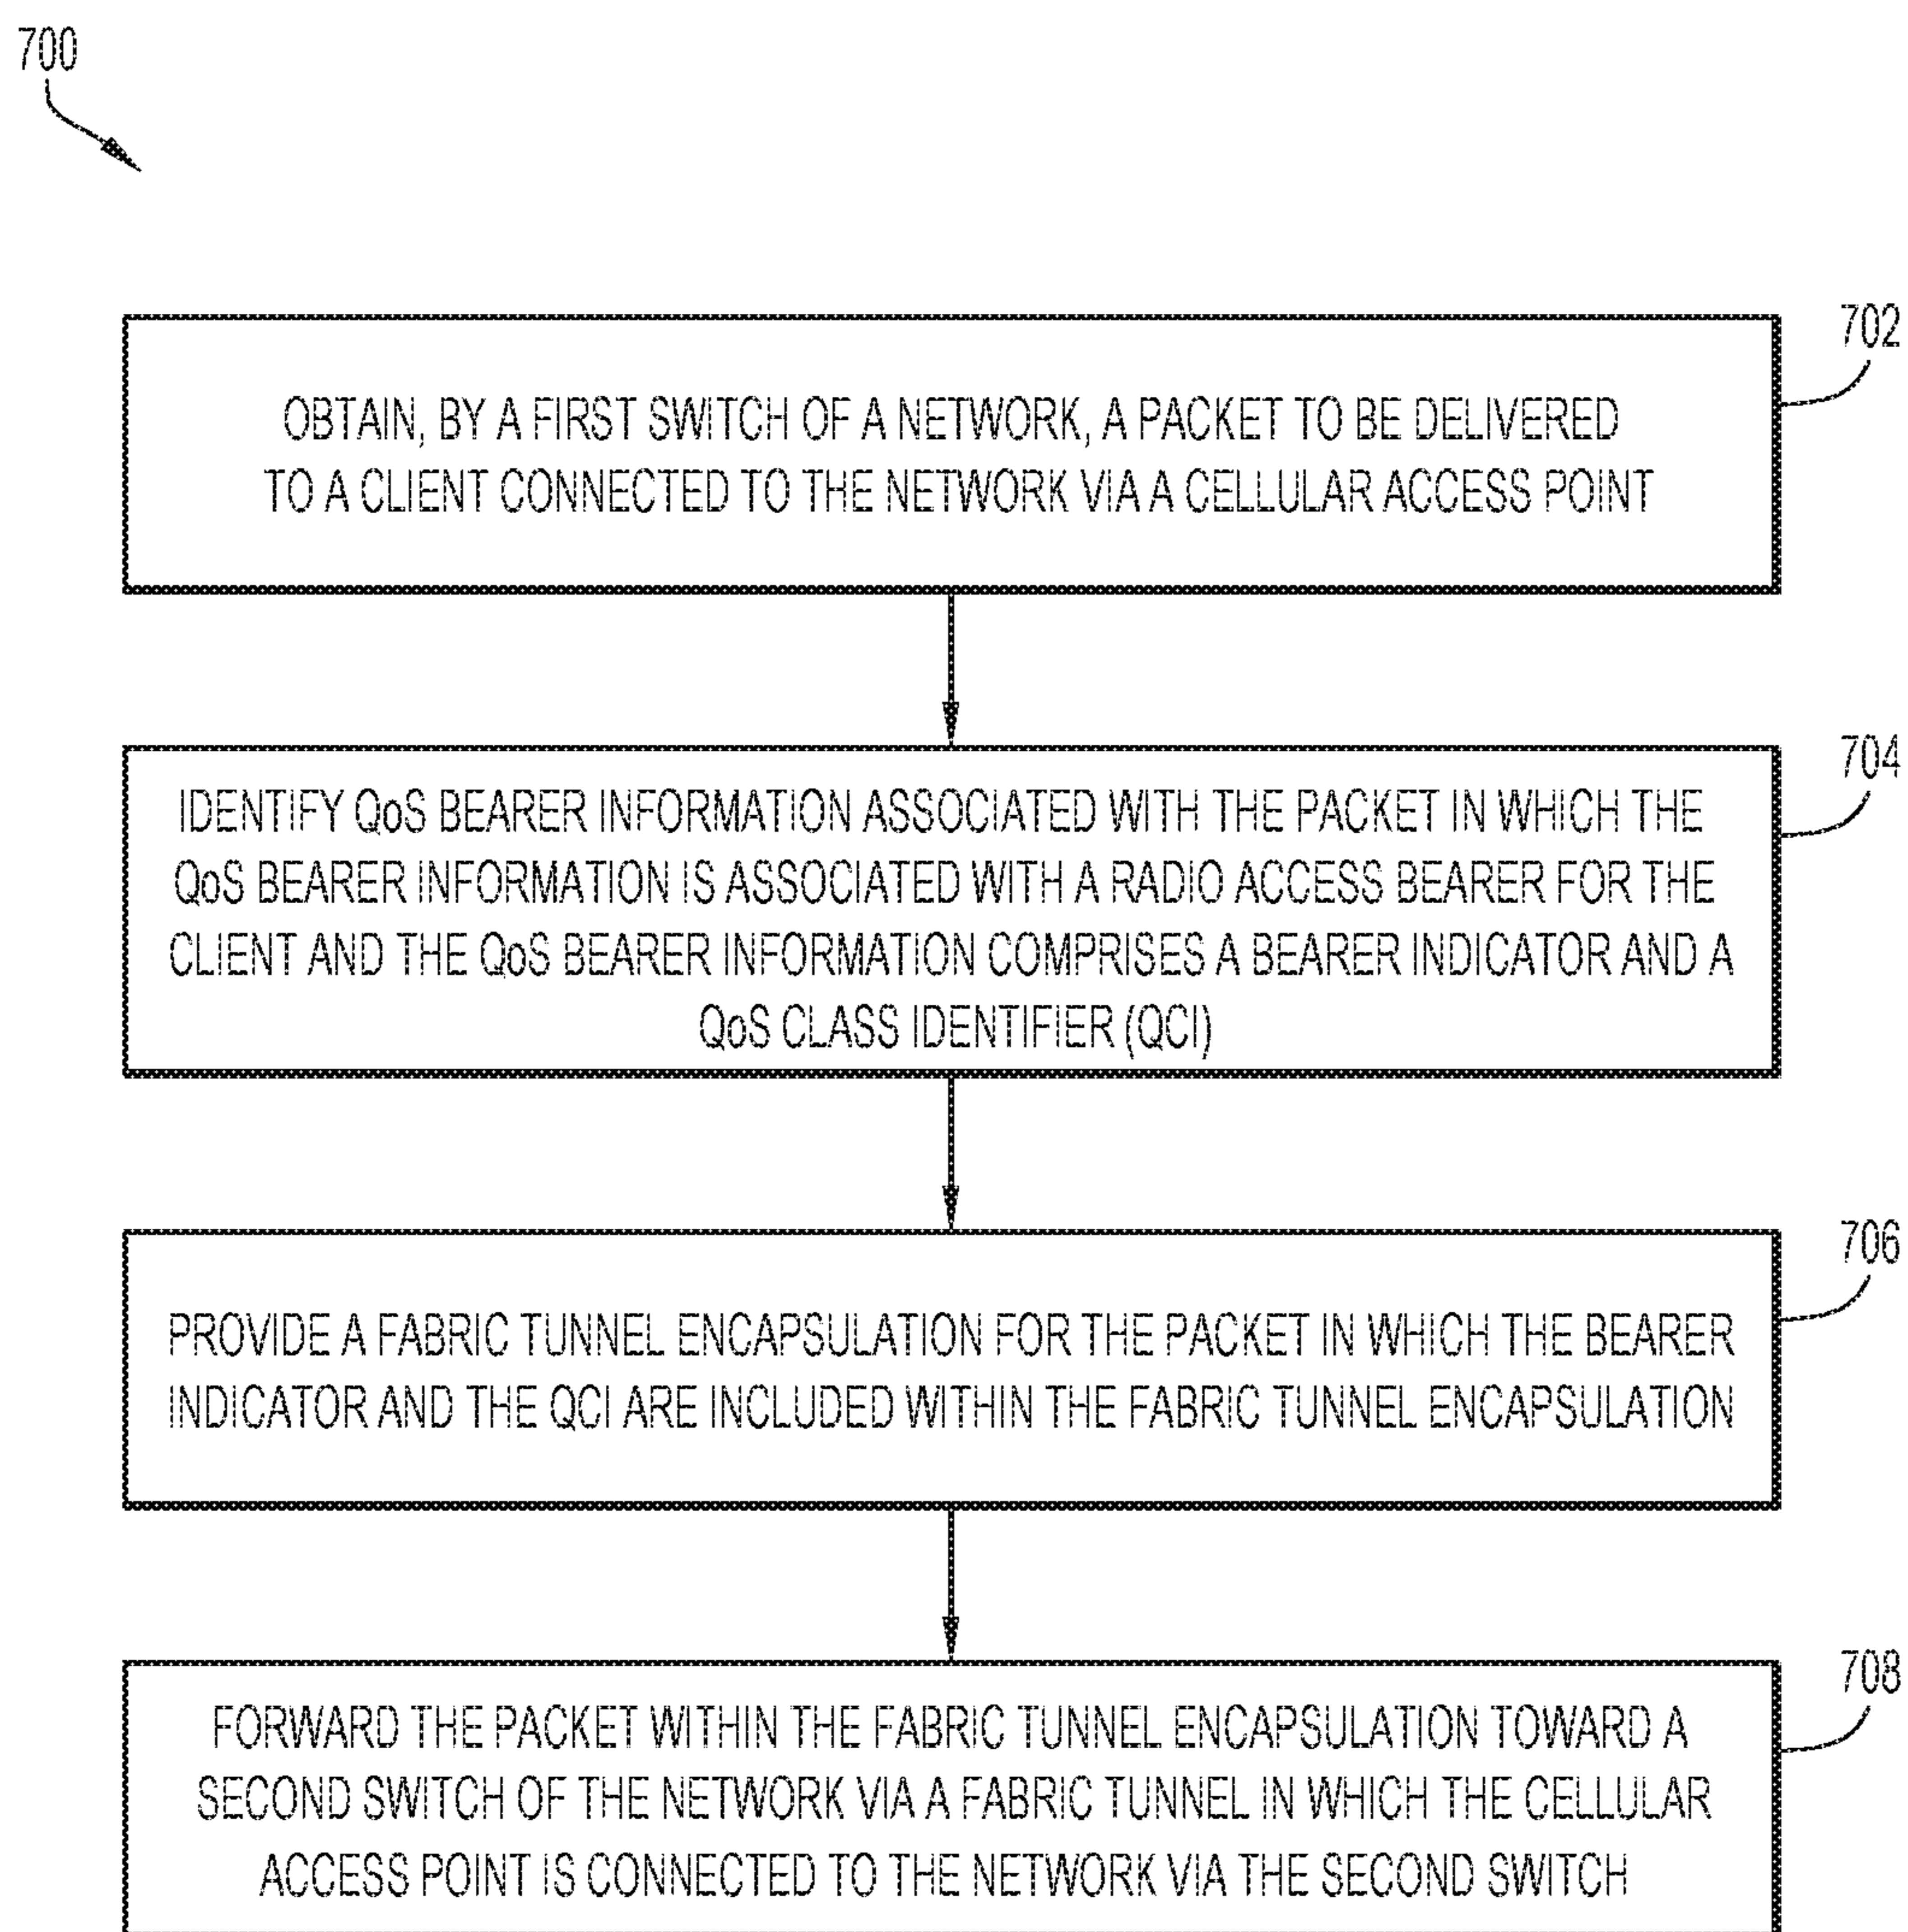 700
702
OBTAIN, BY A FIRST SWITCH OF A NETWORK, A PACKET TO BE DELIVERED
TO A CLIENT CONNECTED TO THE NETWORK VIA A CELLULAR ACCESS POINT
704
IDENTIFY QoS BEARER INFORMATION ASSOCIATED WITH THE PACKET IN WHICH THE
QoS BEARER INFORMATION IS ASSOCIATED WITH A RADIO ACCESS BEARER FOR THE
CLIENT AND THE QoS BEARER INFORMATION COMPRISES A BEARER INDICATOR AND A
QoS CLASS IDENTIFIER (QCI)
706
PROVIDE A FABRIC TUNNEL ENCAPSULATION FOR THE PACKET IN WHICH THE BEARER
INDICATOR AND THE QCI ARE INCLUDED WITHIN THE FABRIC TUNNEL ENCAPSULATION
708
FORWARD THE PACKET WITHIN THE FABRIC TUNNEL ENCAPSULATION TOWARD A
SECOND SWITCH OF THE NETWORK VIA A FABRIC TUNNEL IN WHICH THE CELLULAR
ACCESS POINT IS CONNECTED TO THE NETWORK VIA THE SECOND SWITCH